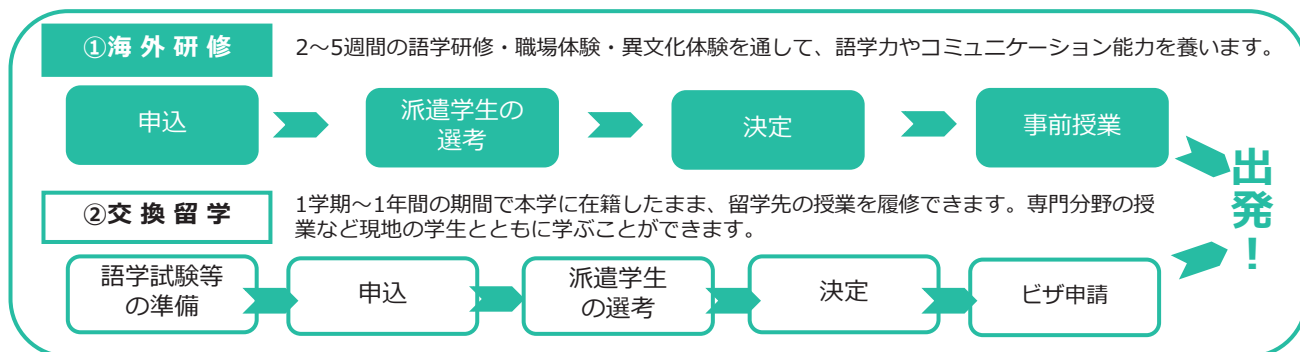 ①海外研修
2～5週間の語学研修・職場体験・異文化体験を通して、語学力やコミュニケーション能力を養います。
申込
派遣学生の
選考
決定
事前授業
出発！
②交換留学
1学期～1年間の期間で本学に在籍したまま、留学先の授業を履修できます。専門分野の授
業など現地の学生とともに学ぶことができます。
語学試験等
の準備
申込
派遣学生
の選考
決定
ビザ申請